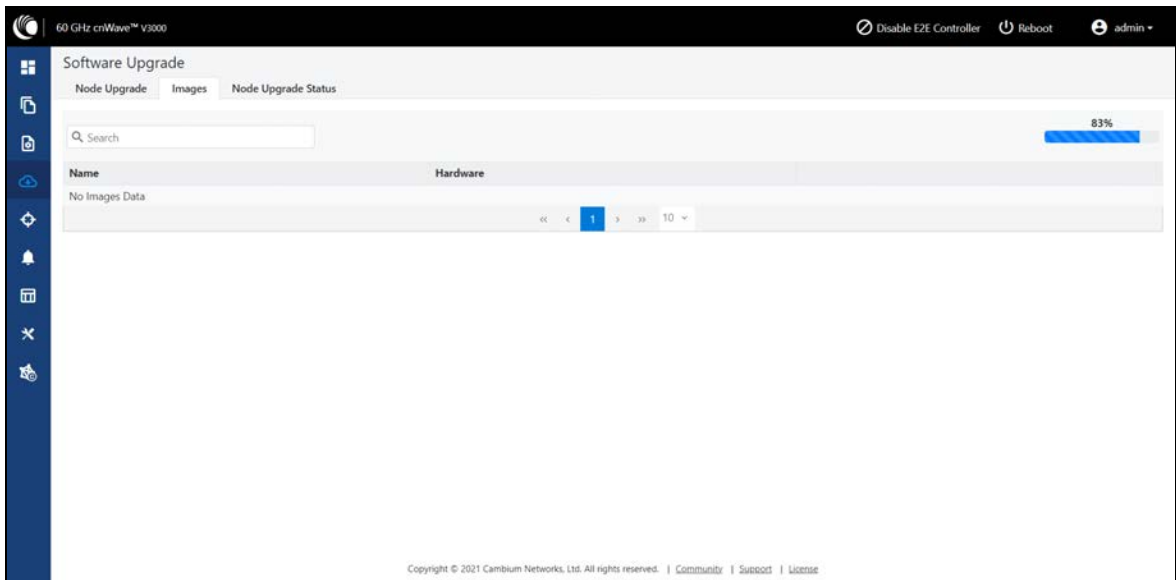 60 GHz cnWave™ V3000 Disable E2E Controller Reboot admin
Software Upgrade
Node Upgrade Images Node Upgrade Status
83%
Search
Name Hardware
No Images Data
« ‹ 1 › » 10
Copyright © 2021 Cambium Networks, Ltd. All rights reserved. | Community | Support | License